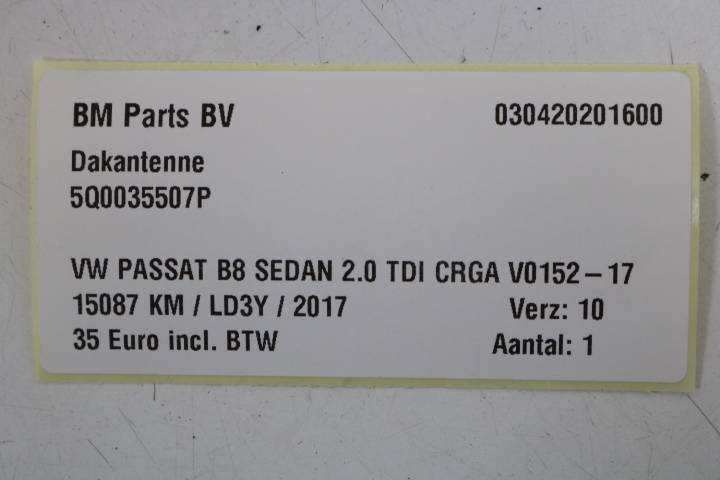 BM Parts BV 030420201600
Dakantenne
5Q0035507P
VW PASSAT B8 SEDAN 2.0 TDI CRGA V0152-17
15087 KM / LD3Y / 2017 Verz: 10
35 Euro incl. BTW Aantal: 1